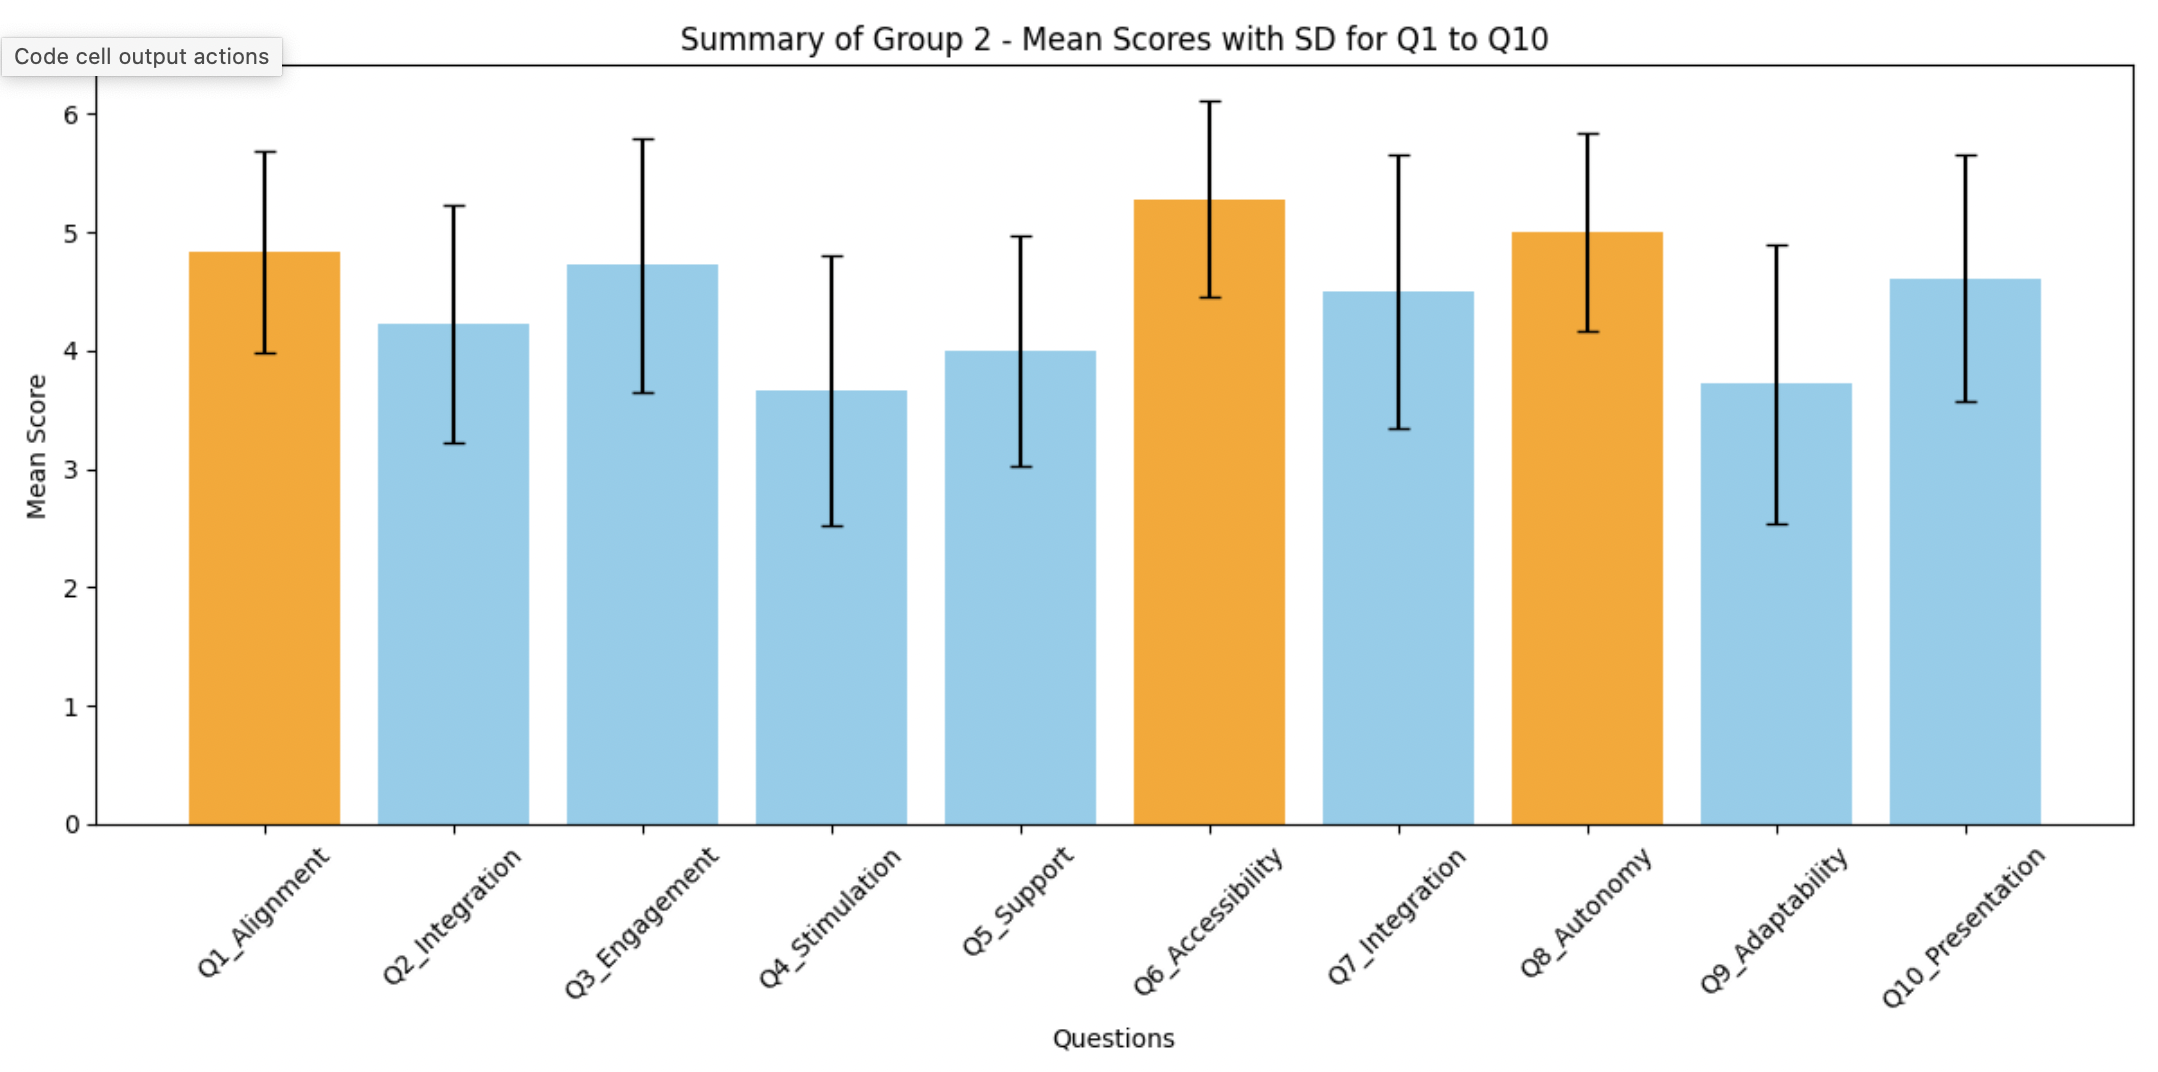 Summary of Group 2 - Mean Scores with SD for Q1 to Q10
Code cell output actions
6
5
4
3
2
1
0
Mean Score
Q1_Alignment
Q2_Integration
Q3_Engagement
Q4_Stimulation
Q5_Support
Q6_Accessibility
Q7_Integration
Q8_Autonomy
Q9_Adaptability
Q10_Presentation
Questions